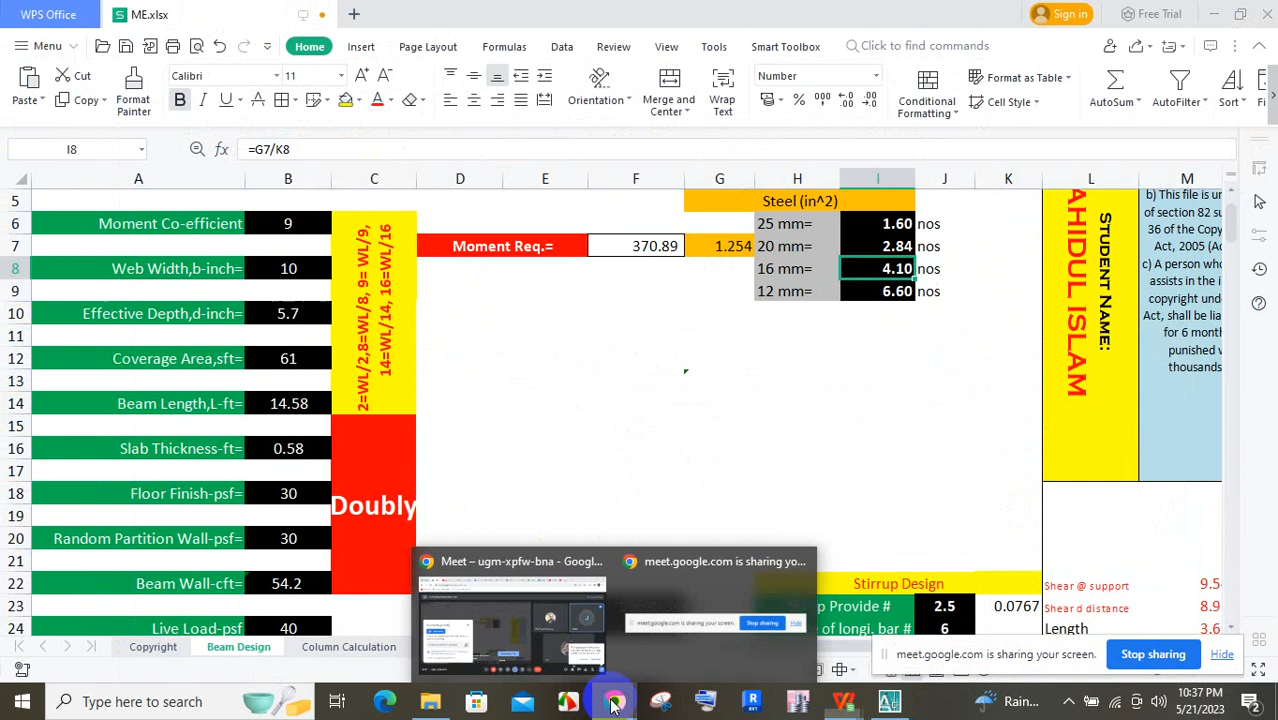 WPS Office
ME.xlsx
Sign in
Free Trial
Menu
Home
Insert
Page Layout
Formulas
Data
Review
View
Tools
Smart Toolbox
Click to find commands
Paste
Cut
Copy
Format Painter
Calibri
11
Orientation
Merge and Center
Wrap Text
Number
Conditional Formatting
Format as Table
Cell Style
AutoSum
AutoFilter
Sort
I8
=G7/K8
A B C D E F G H I J K L M
5 Steel (in^2)
6 Moment Co-efficient 9 25 mm= 1.60 nos
7 Moment Req.= 370.89 1.254 20 mm= 2.84 nos
8 Web Width,b-inch= 10 16 mm= 4.10 nos
9 12 mm= 6.60 nos
10 Effective Depth,d-inch= 5.7
12 Coverage Area,sft= 61
13
14 Beam Length,L-ft= 14.58
15
16 Slab Thickness-ft= 0.58
17
18 Floor Finish-psf= 30
19
20 Random Partition Wall-psf= 30
21
22 Beam Wall-cft= 54.2
23
Live Load-psf 40
2=WL/2,8=WL/8, 9= WL/9,
14=WL/14, 16=WL/16
Doubly
STUDENT NAME:
AHIDUL ISLAM
b) This file is un
of section 82 su
36 of the Copy
Act, 2005 (Ac
c) A person who
assists in the i
copyright unde
Act, shall be liab
for 6 month
punished w
thousands
Stirrup Design
Shear @ support 9.5
p Provide # 2.5 0.0767 Shear d distance 8.9
of longi. bar # 6 Length 3.6
Meet – ugm-xpfw-bna - Googl...
meet.google.com is sharing yo...
meet.google.com is sharing your screen.
Stop sharing
Hide
Copyright
Beam Design
Column Calculation
meet.google.com is sharing your screen.
Stop sharing
Hide
Type here to search
Rain...
10:37 PM
5/21/2023
2